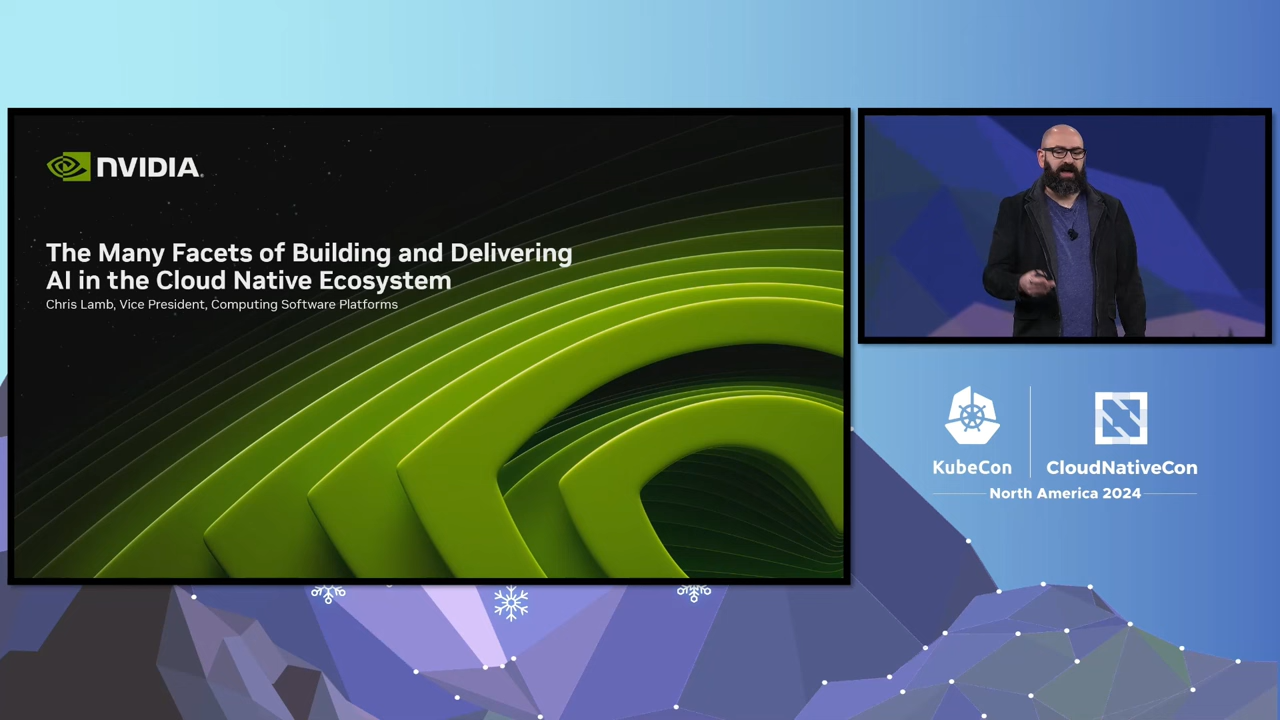 NVIDIA.
The Many Facets of Building and Delivering
AI in the Cloud Native Ecosystem
Chris Lamb, Vice President, Computing Software Platforms
KubeCon
CloudNativeCon
North America 2024